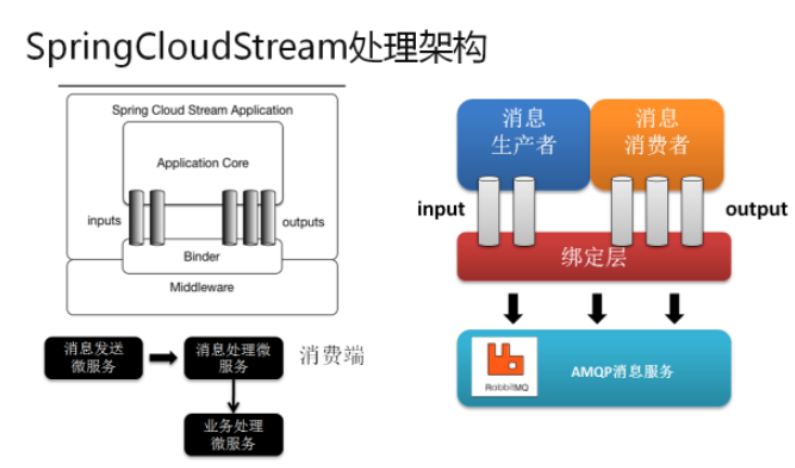 SpringCloudStream处理架构
Spring Cloud Stream Application
Application Core
inputs
outputs
Binder
Middleware
消息发送
微服务
消息处理微
服务
消费端
业务处理
微服务
消息
生产者
消息
消费者
input
output
绑定层
RabbitMQ
AMQP消息服务